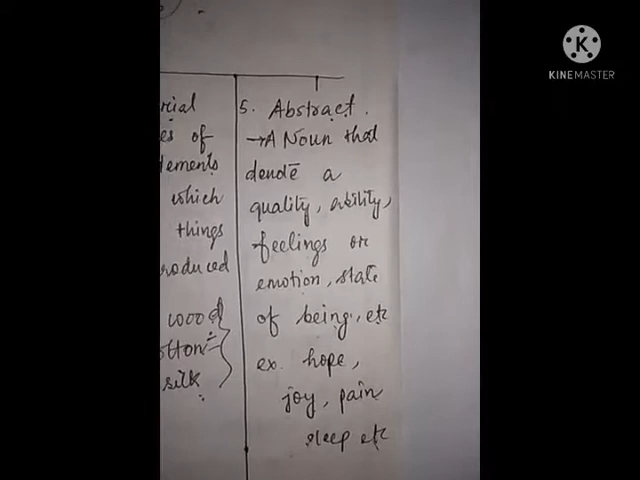 rial
es of
tements
which
things
roduced
wood
otton =
silk
5. Abstract.
→ A Noun that
denote a
quality, ability,
feelings or
emotion, state
of being, etc
ex. hope,
joy, pain
sleep etc
KINEMASTER